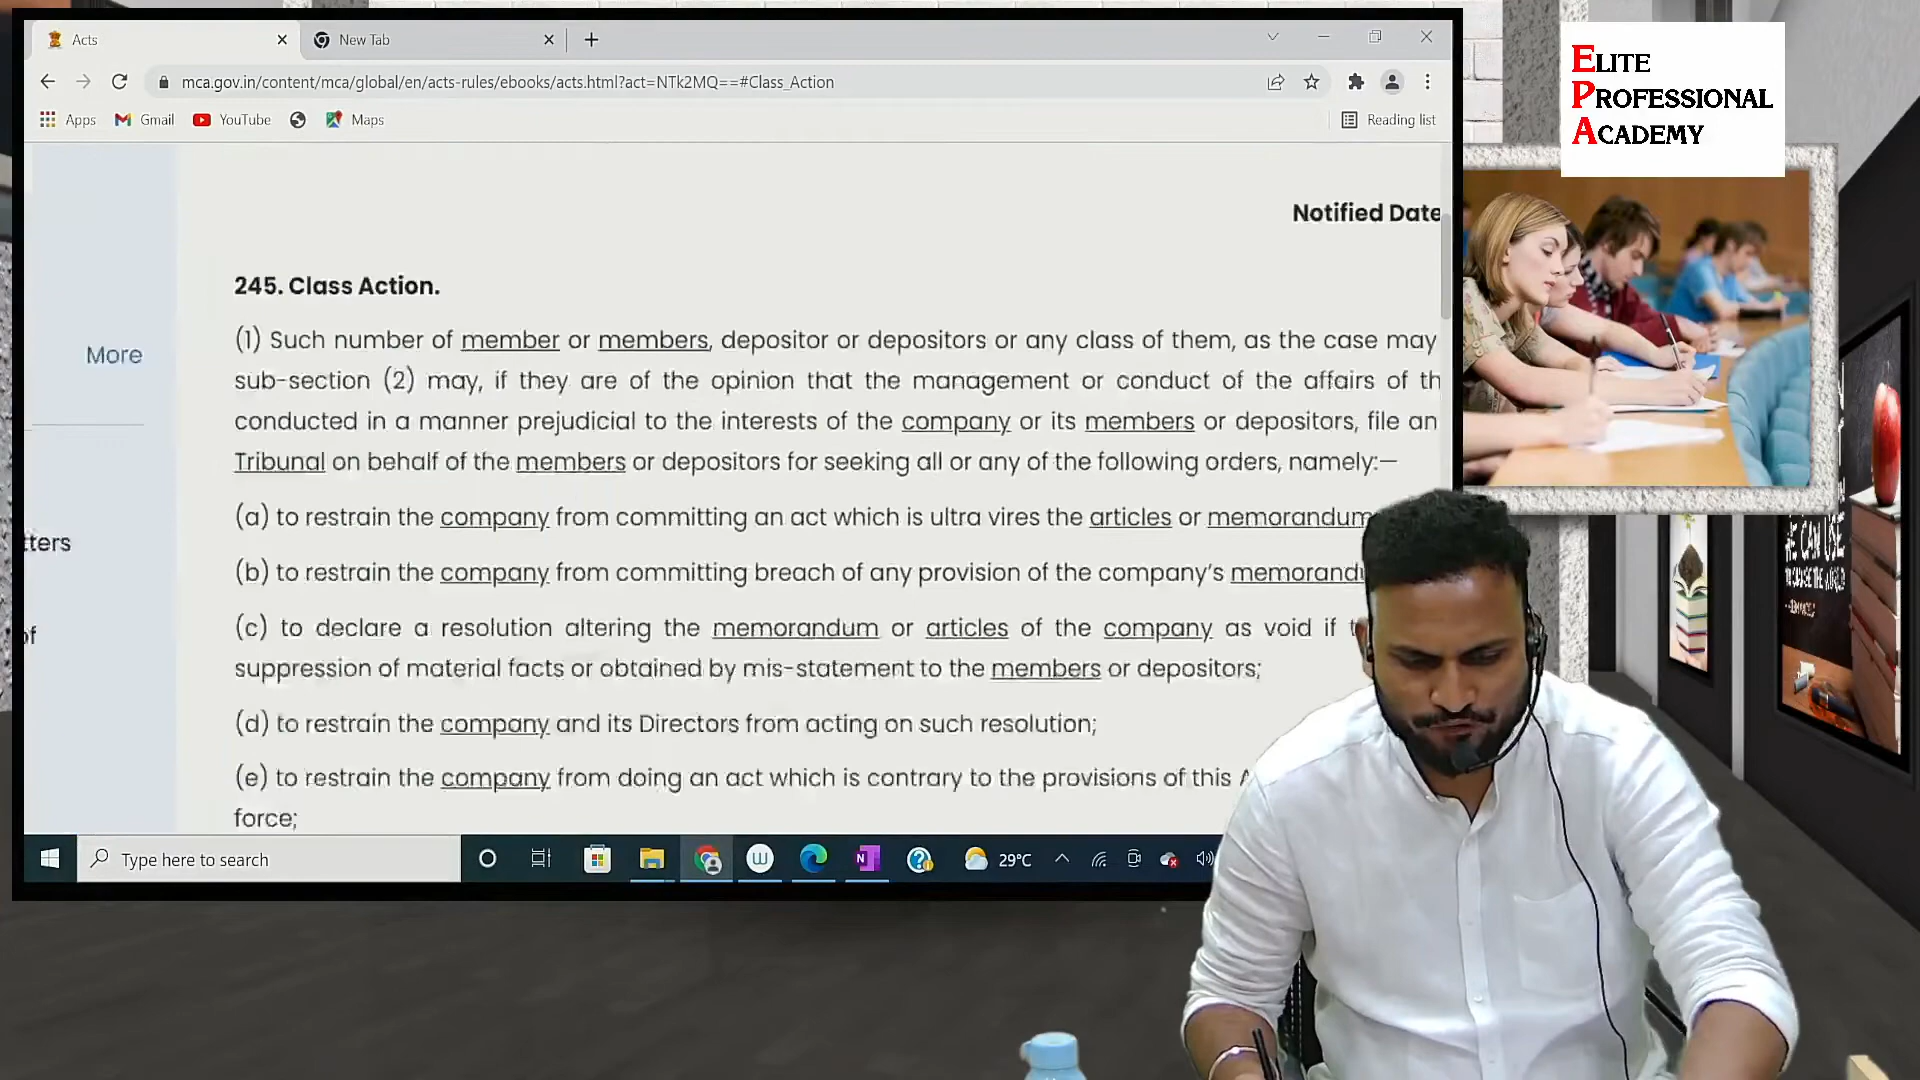 Acts
New Tab
mca.gov.in/content/mca/global/en/acts-rules/ebooks/acts.html?act=NTk2MQ==#Class_Action
Apps
Gmail
YouTube
Maps
Reading list
ELITE
PROFESSIONAL
ACADEMY
Notified Date
245. Class Action.
(1) Such number of member or members, depositor or depositors or any class of them, as the case may
sub-section (2) may, if they are of the opinion that the management or conduct of the affairs of th
conducted in a manner prejudicial to the interests of the company or its members or depositors, file an
Tribunal on behalf of the members or depositors for seeking all or any of the following orders, namely:—
(a) to restrain the company from committing an act which is ultra vires the articles or memorandum
(b) to restrain the company from committing breach of any provision of the company's memorandu
(c) to declare a resolution altering the memorandum or articles of the company as void if t
suppression of material facts or obtained by mis-statement to the members or depositors;
(d) to restrain the company and its Directors from acting on such resolution;
(e) to restrain the company from doing an act which is contrary to the provisions of this A
force;
More
tters
of
Type here to search
29°C
CAN USE